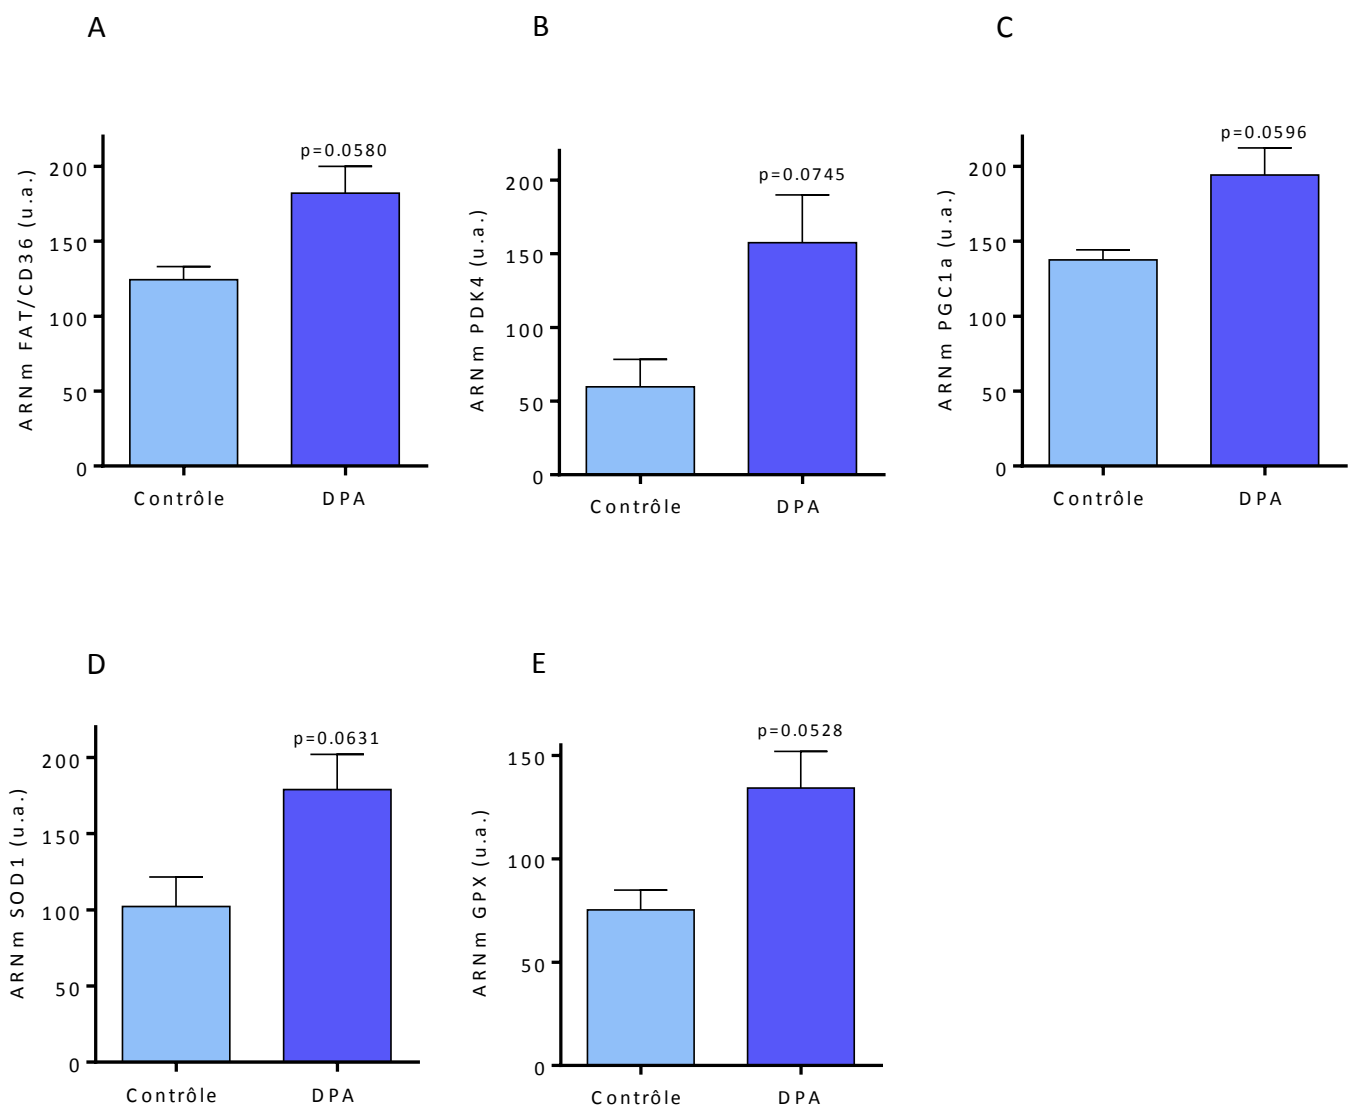 A
B
C
ARNm FAT/CD36 (u.a.)
200
150
100
50
0
p=0.0580
Contrôle
DPA
ARNm PDK4 (u.a.)
200
150
100
50
0
p=0.0745
Contrôle
DPA
ARNm PGC1a (u.a.)
200
150
100
50
0
p=0.0596
Contrôle
DPA
D
E
ARNm SOD1 (u.a.)
200
150
100
50
0
p=0.0631
Contrôle
DPA
ARNm GPX (u.a.)
150
100
50
0
p=0.0528
Contrôle
DPA